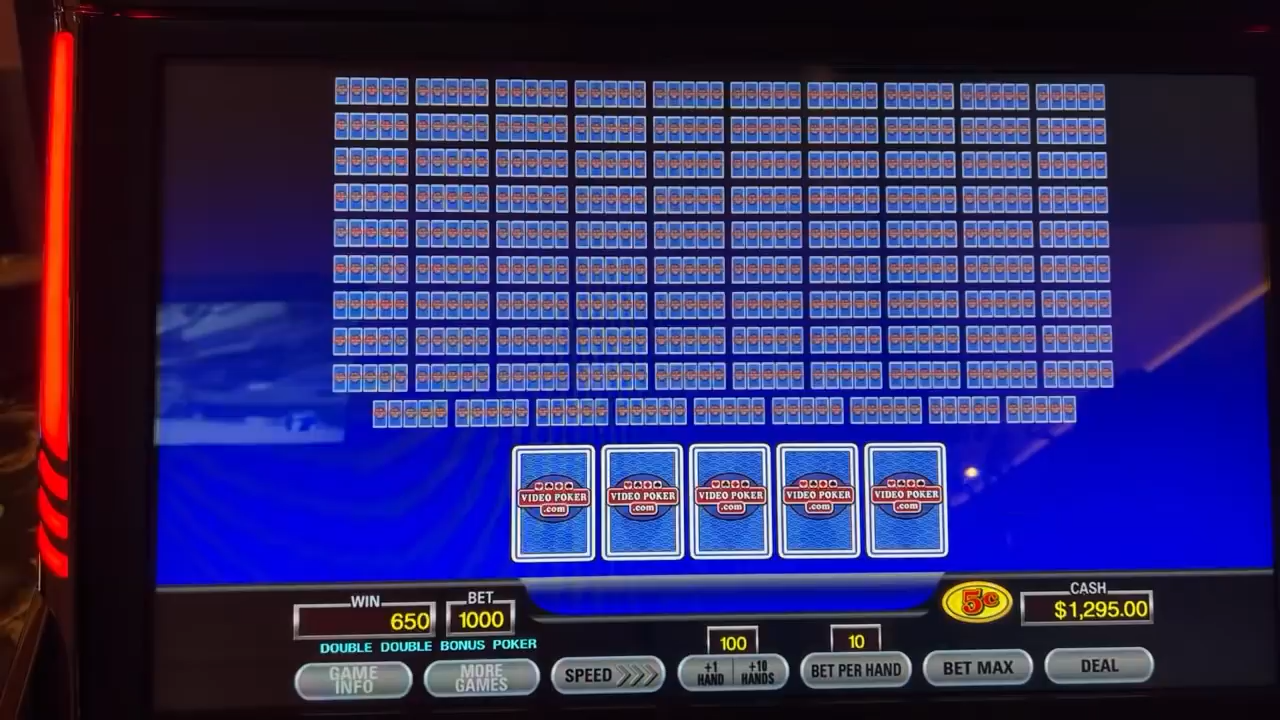 VIDEO POKER
.com
VIDEO POKER
.com
VIDEO POKER
.com
VIDEO POKER
.com
VIDEO POKER
.com
WIN
650
BET
1000
5¢
CASH
$1,295.00
DOUBLE DOUBLE BONUS POKER
100
10
GAME
INFO
MORE
GAMES
SPEED
+1
HAND
+10
HANDS
BET PER HAND
BET MAX
DEAL